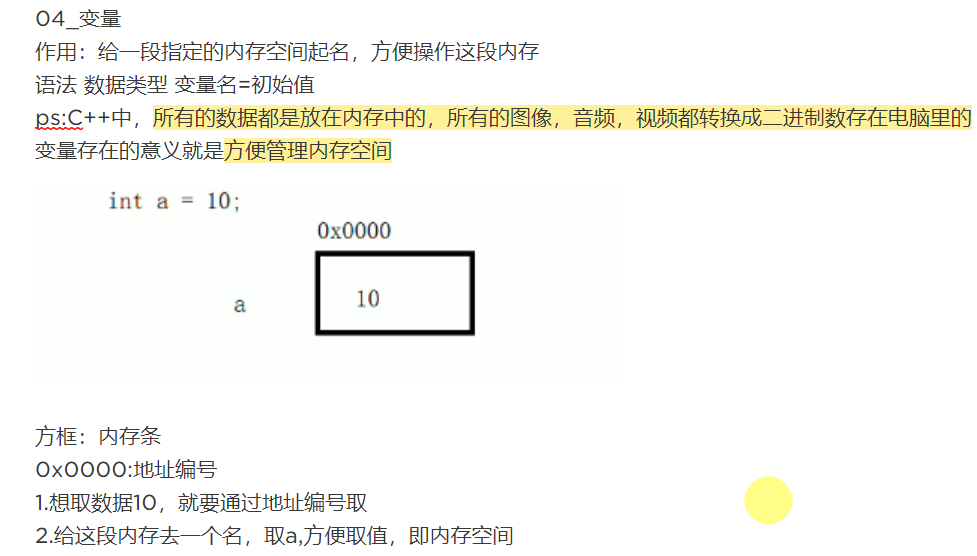 04_变量
作用：给一段指定的内存空间起名，方便操作这段内存
语法 数据类型 变量名=初始值
ps:C++中，所有的数据都是放在内存中的，所有的图像，音频，视频都转换成二进制数存在电脑里的
变量存在的意义就是方便管理内存空间
int a = 10;
0x0000
a
10
方框：内存条
0x0000:地址编号
1.想取数据10，就要通过地址编号取
2.给这段内存去一个名，取a,方便取值，即内存空间